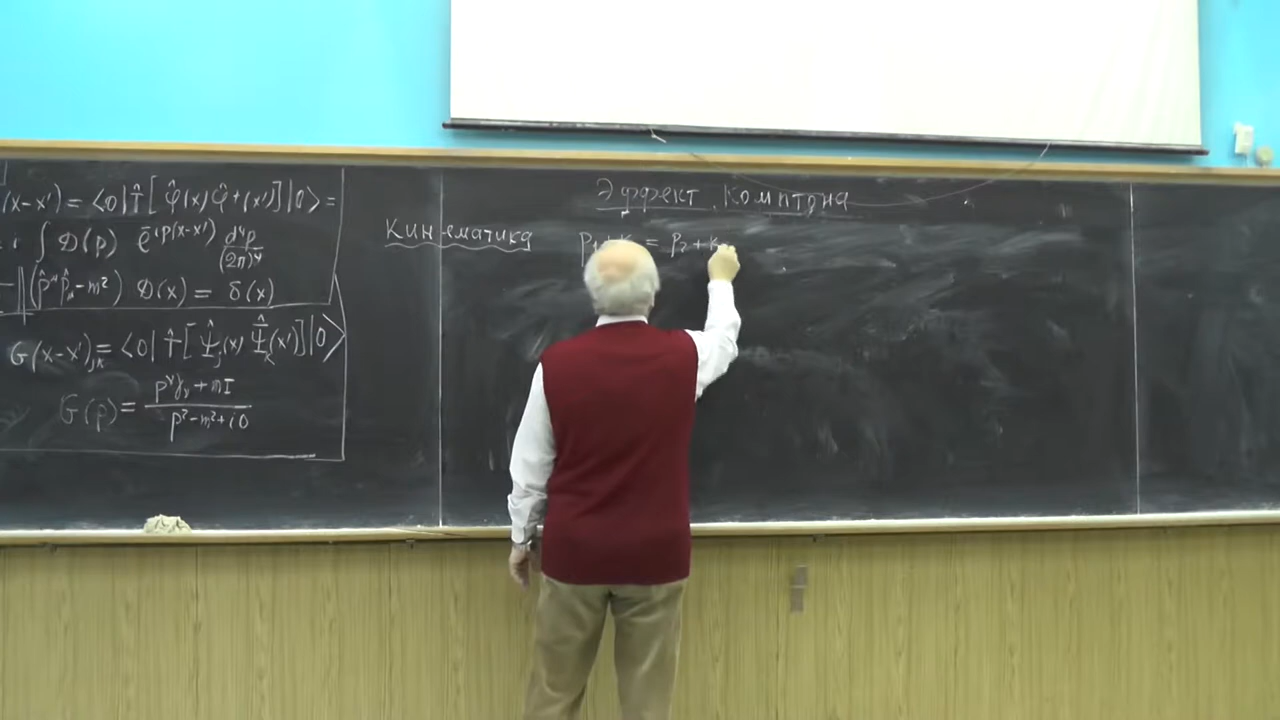 (x-x') = ⟨0|T̂[φ̂(x) φ̂⁺(x')]|0⟩ =
∫ D(p) e^{-ip(x-x')} d⁴p/(2π)⁴
(p̂^μ p̂_μ - m²) D(x) = δ(x)
G(x-x')_{jk} = ⟨0|T̂[Ψ̂_j(x) Ψ̄̂_k(x')]|0⟩
G(p) = (p^νγ_ν + mI)/(p² - m² + i0)
Эффект Комптона
Кинематика
p₁ + k = p₂ + k